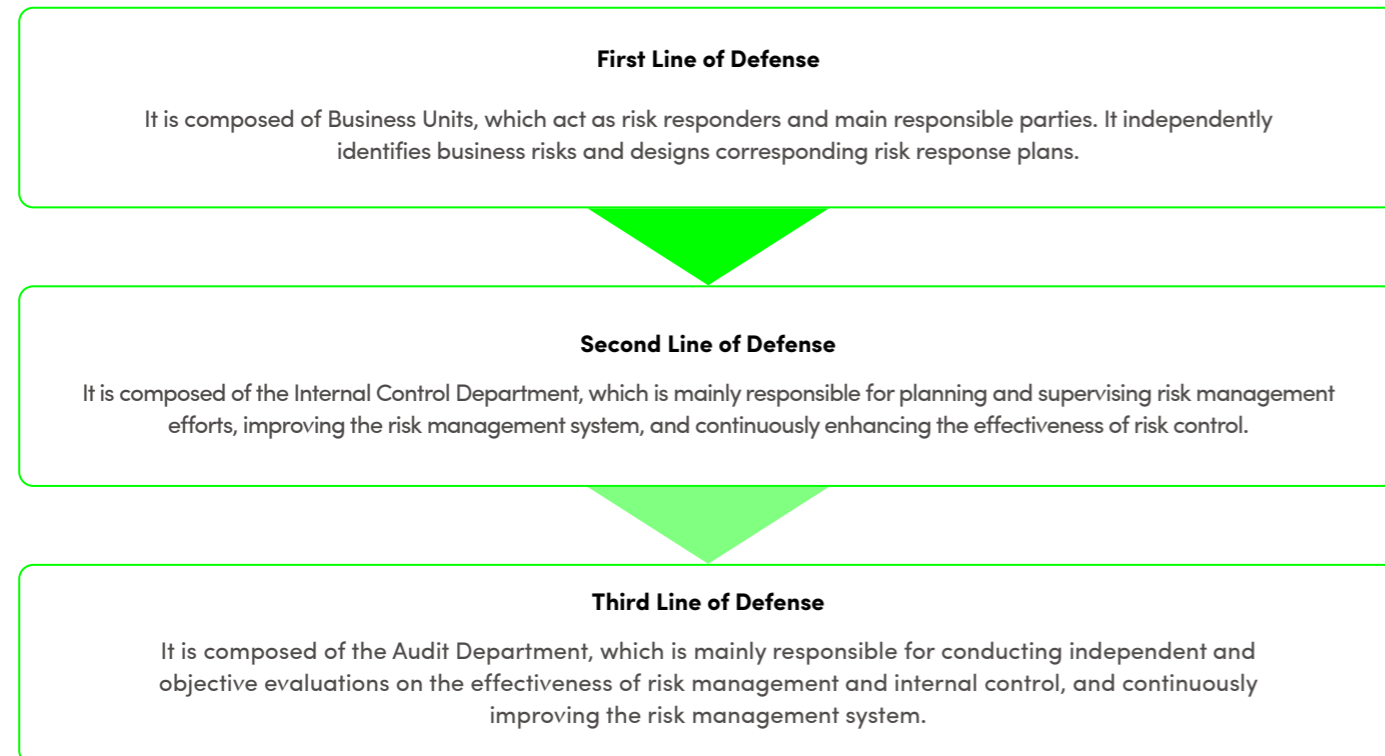 First Line of Defense
It is composed of Business Units, which act as risk responders and main responsible parties. It independently
identifies business risks and designs corresponding risk response plans.
Second Line of Defense
It is composed of the Internal Control Department, which is mainly responsible for planning and supervising risk management
efforts, improving the risk management system, and continuously enhancing the effectiveness of risk control.
Third Line of Defense
It is composed of the Audit Department, which is mainly responsible for conducting independent and
objective evaluations on the effectiveness of risk management and internal control, and continuously
improving the risk management system.